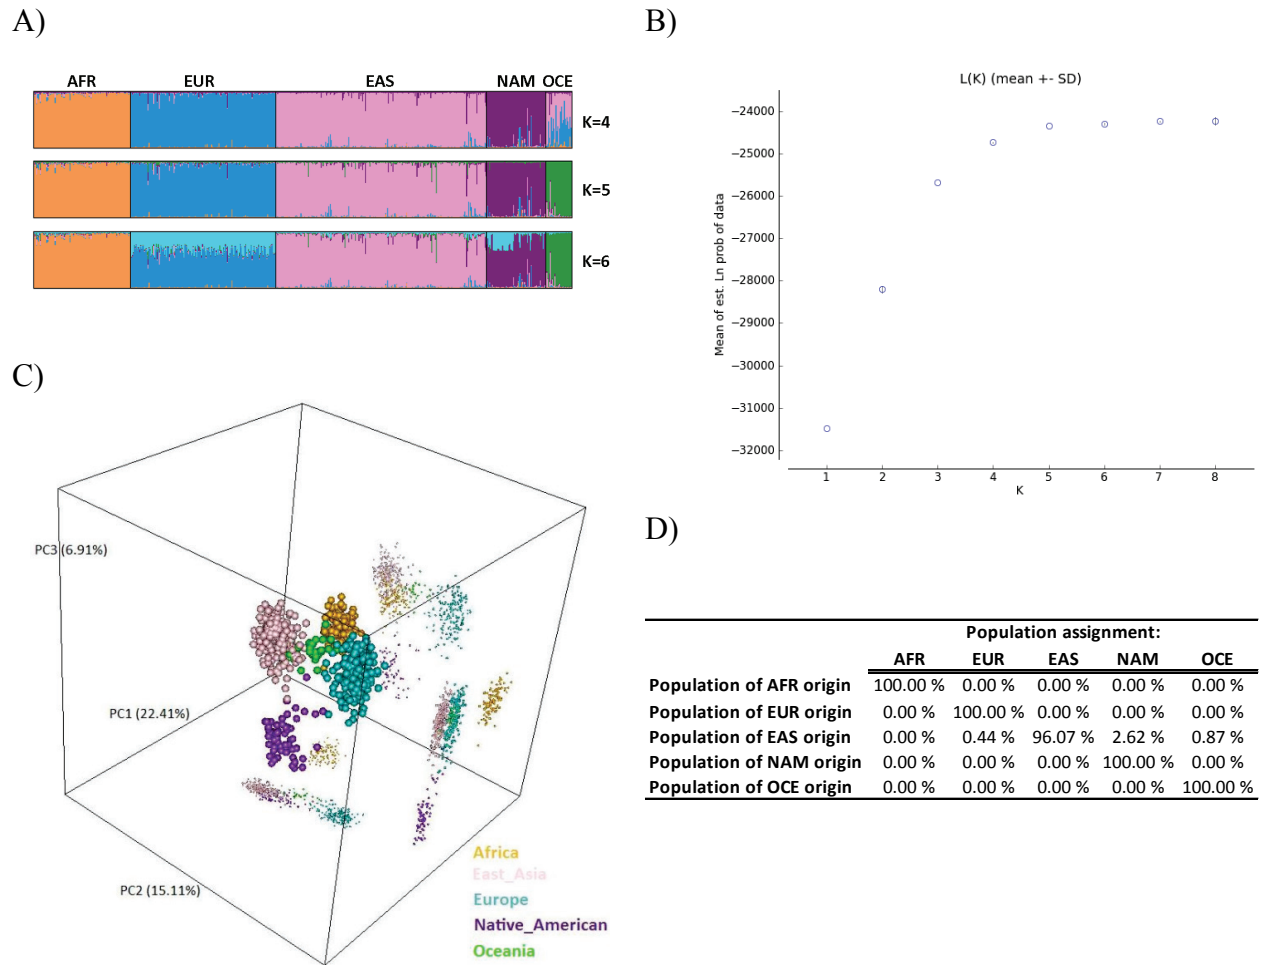 A)
AFR EUR EAS NAM OCE
K=4
K=5
K=6
B)
L(K) (mean +- SD)
Mean of est. Ln prob of data
−24000
−25000
−26000
−27000
−28000
−29000
−30000
−31000
−32000
1 2 3 4 5 6 7 8
K
C)
PC3 (6.91%)
PC1 (22.41%)
PC2 (15.11%)
Africa
East_Asia
Europe
Native_American
Oceania
D)
Population assignment:
AFR EUR EAS NAM OCE
Population of AFR origin 100.00 % 0.00 % 0.00 % 0.00 % 0.00 %
Population of EUR origin 0.00 % 100.00 % 0.00 % 0.00 % 0.00 %
Population of EAS origin 0.00 % 0.44 % 96.07 % 2.62 % 0.87 %
Population of NAM origin 0.00 % 0.00 % 0.00 % 100.00 % 0.00 %
Population of OCE origin 0.00 % 0.00 % 0.00 % 0.00 % 100.00 %